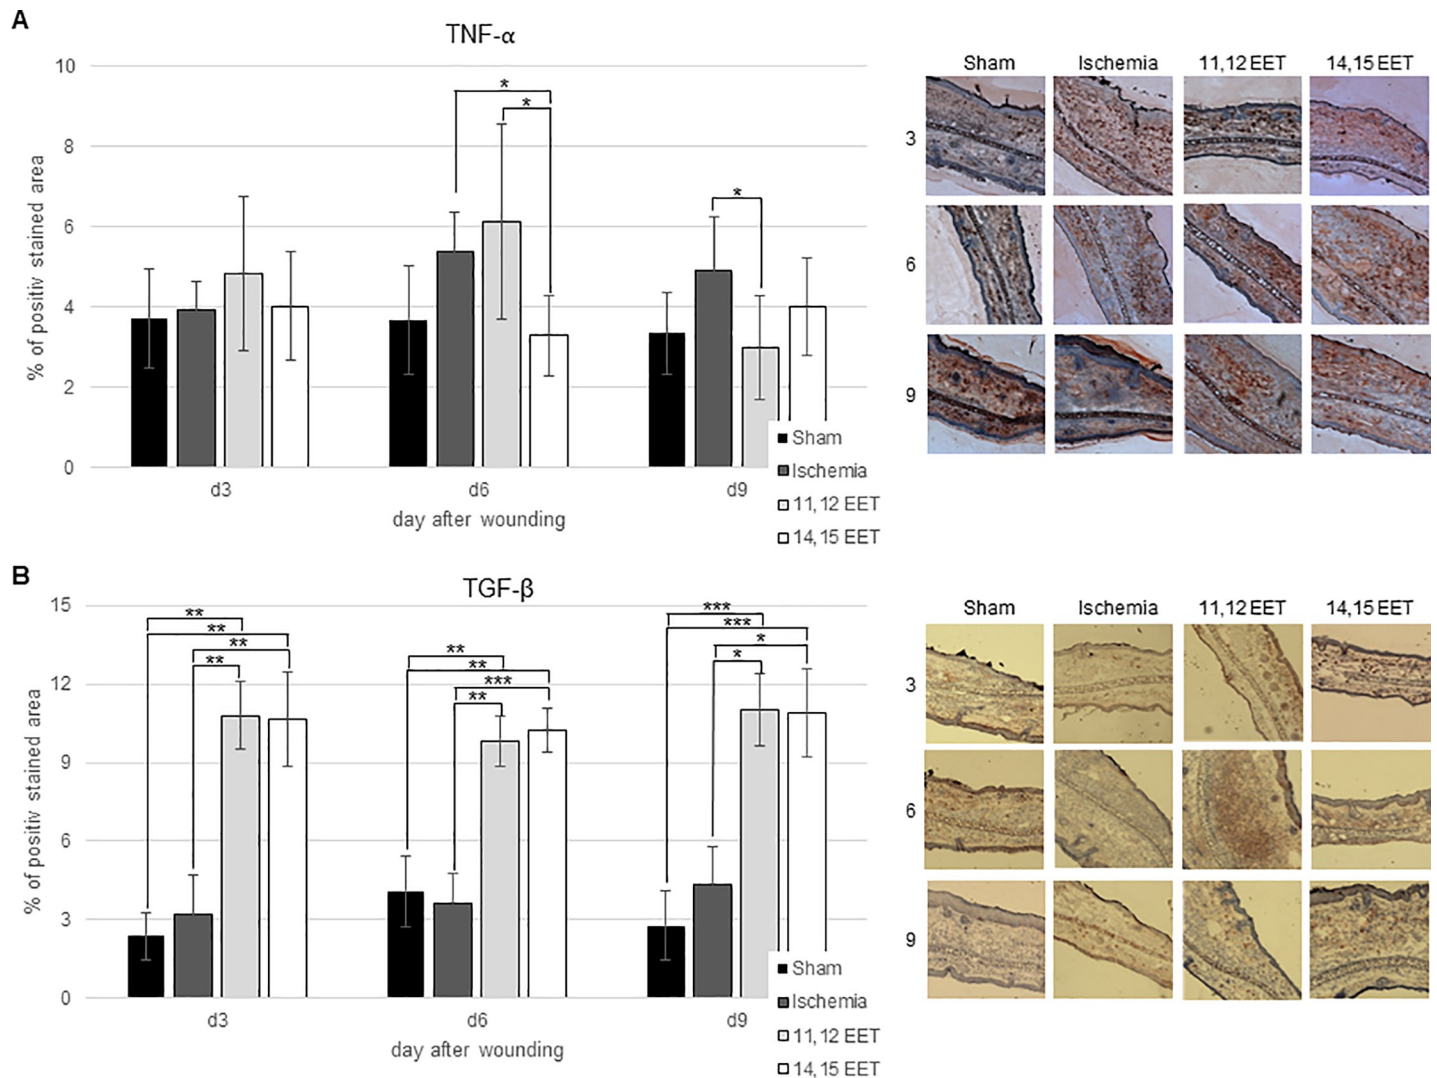 A
TNF-α
% of positiv stained area
10
8
6
4
2
0
*
*
*
d3
d6
d9
day after wounding
Sham
Ischemia
11,12 EET
14,15 EET
Sham
Ischemia
11,12 EET
14,15 EET
3
6
9
B
TGF-β
% of positiv stained area
15
12
9
6
3
0
**
**
**
**
**
**
***
**
***
***
*
*
d3
d6
d9
day after wounding
Sham
Ischemia
11,12 EET
14,15 EET
Sham
Ischemia
11,12 EET
14,15 EET
3
6
9